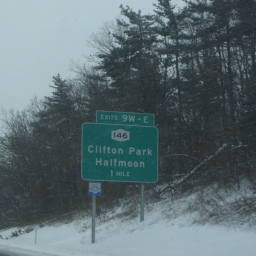 EXITS 9W-E
146
Clifton Park
Halfmoon
1 MILE